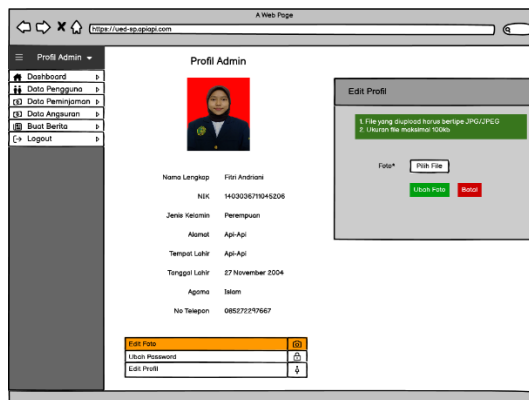 A Web Page
https://ued-sp.apiapi.com
Profil Admin
Dashboard
Data Pengguna
Data Peminjaman
Data Angsuran
Buat Berita
Logout
Profil Admin
Nama Lengkap Fitri Andriani
NIK 1403036711045206
Jenis Kelamin Perempuan
Alamat Api-Api
Tempat Lahir Api-Api
Tanggal Lahir 27 November 2004
Agama Islam
No Telepon 085272297667
Edit Foto
Ubah Password
Edit Profil
Edit Profil
1. File yang diupload harus bertipe JPG/JPEG
2. Ukuran file maksimal 100kb
Foto* Pilih File
Ubah Foto Batal